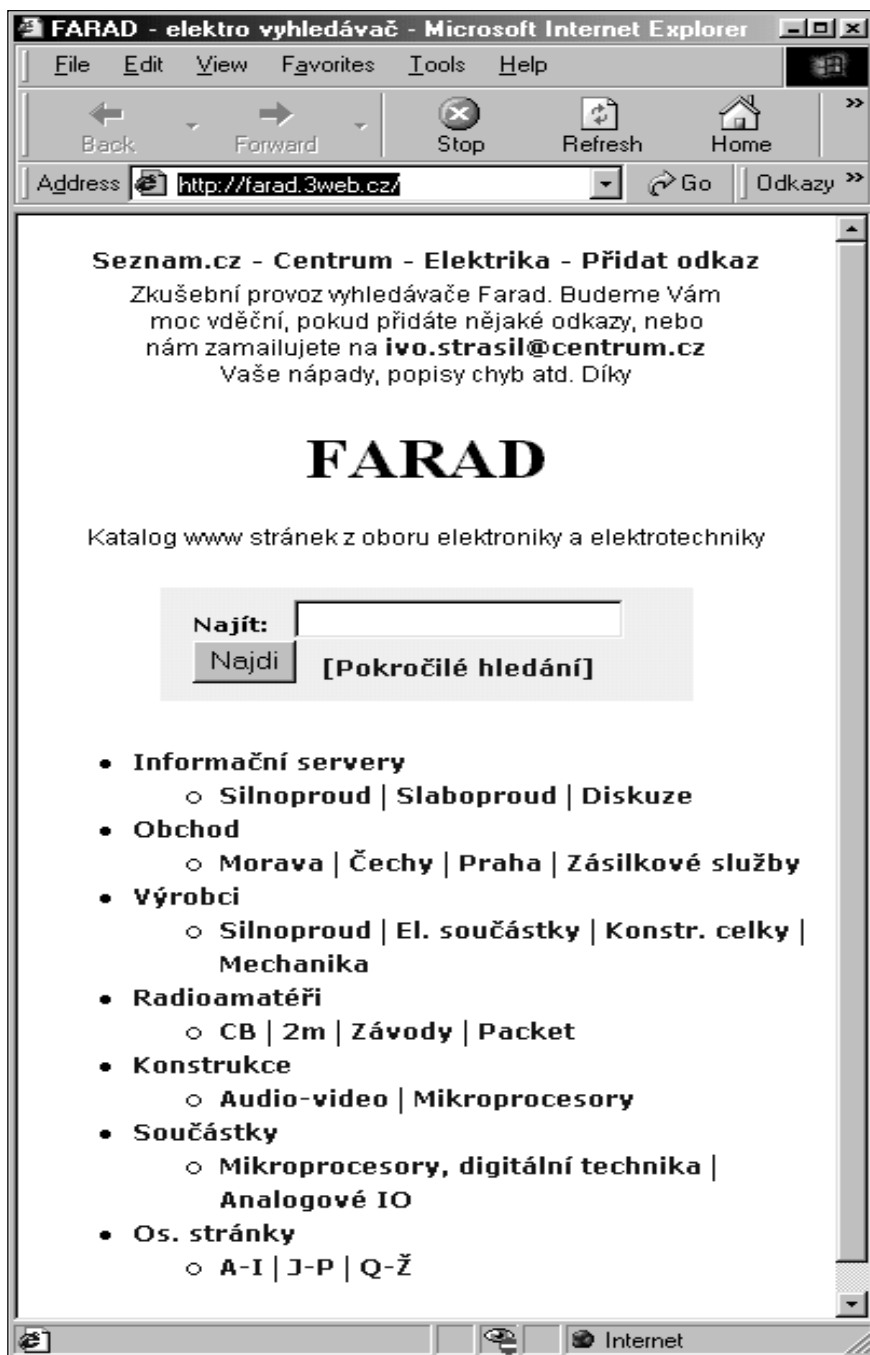 FARAD - elektro vyhledávač - Microsoft Internet Explorer
File Edit View Favorites Tools Help
Back Forward Stop Refresh Home »
Address http://farad.3web.cz/ Go Odkazy »
Seznam.cz - Centrum - Elektrika - Přidat odkaz
Zkušební provoz vyhledávače Farad. Budeme Vám
moc vděční, pokud přidáte nějaké odkazy, nebo
nám zamailujete na ivo.strasil@centrum.cz
Vaše nápady, popisy chyb atd. Díky
FARAD
Katalog www stránek z oboru elektroniky a elektrotechniky
Najít:
Najdi [Pokročilé hledání]
• Informační servery
○ Silnoproud | Slaboproud | Diskuze
• Obchod
○ Morava | Čechy | Praha | Zásilkové služby
• Výrobci
○ Silnoproud | El. součástky | Konstr. celky |
Mechanika
• Radioamatéři
○ CB | 2m | Závody | Packet
• Konstrukce
○ Audio-video | Mikroprocesory
• Součástky
○ Mikroprocesory, digitální technika |
Analogové IO
• Os. stránky
○ A-I | J-P | Q-Ž
Internet